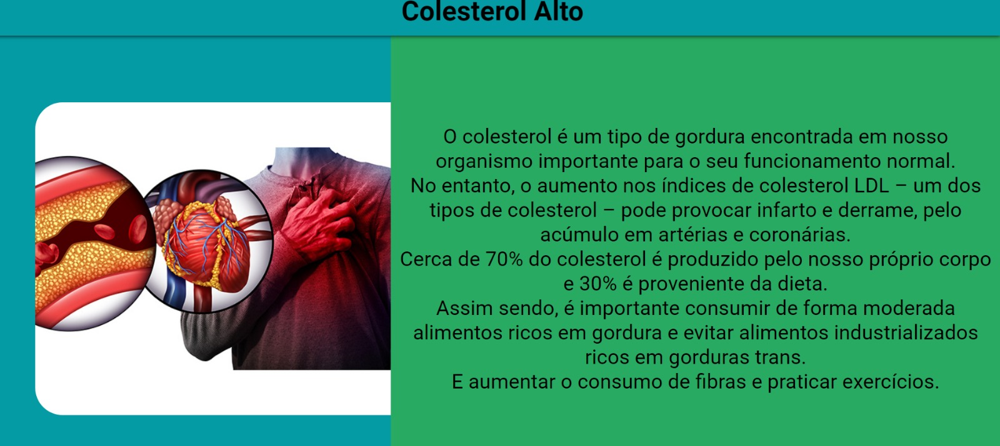 Colesterol Alto
O colesterol é um tipo de gordura encontrada em nosso
organismo importante para o seu funcionamento normal.
No entanto, o aumento nos índices de colesterol LDL – um dos
tipos de colesterol – pode provocar infarto e derrame, pelo
acúmulo em artérias e coronárias.
Cerca de 70% do colesterol é produzido pelo nosso próprio corpo
e 30% é proveniente da dieta.
Assim sendo, é importante consumir de forma moderada
alimentos ricos em gordura e evitar alimentos industrializados
ricos em gorduras trans.
E aumentar o consumo de fibras e praticar exercícios.